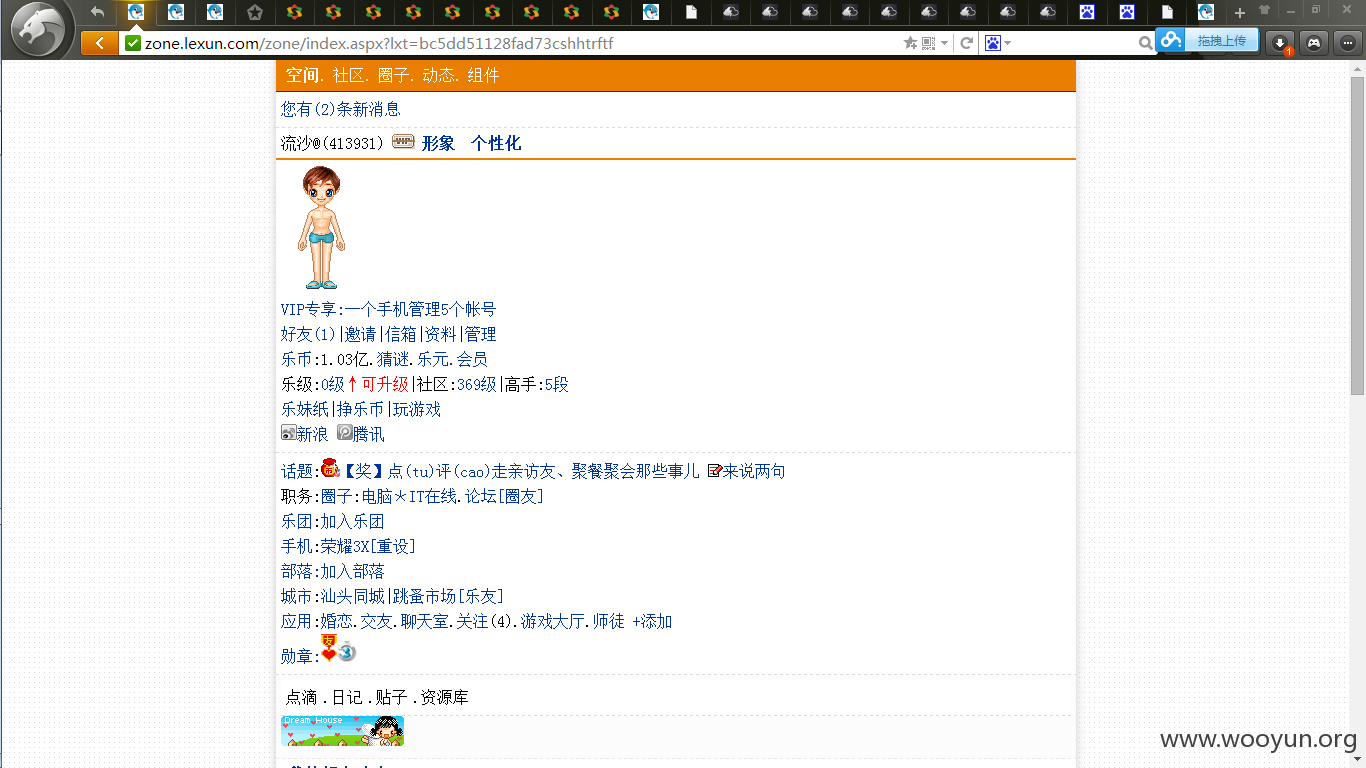 zone.lexun.com/zone/index.aspx?lxt=bc5dd51128fad73cshhtrftf
拖拽上传
1
空间. 社区. 圈子. 动态. 组件
您有(2)条新消息
流沙@(413931) VIP 形象 个性化
VIP专享:一个手机管理5个帐号
好友(1)|邀请|信箱|资料|管理
乐币:1.03亿.猜谜.乐元.会员
乐级:0级↑可升级|社区:369级|高手:5段
乐妹纸|挣乐币|玩游戏
新浪 腾讯
话题:【奖】点(tu)评(cao)走亲访友、聚餐聚会那些事儿 来说两句
职务:圈子:电脑＊IT在线.论坛[圈友]
乐团:加入乐团
手机:荣耀3X[重设]
部落:加入部落
城市:汕头同城|跳蚤市场[乐友]
应用:婚恋.交友.聊天室.关注(4).游戏大厅.师徒 +添加
勋章:友 3
点滴.日记.贴子.资源库
Dream House
www.wooyun.org